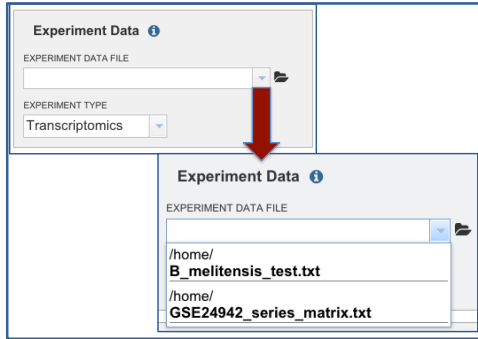 Experiment Data
EXPERIMENT DATA FILE
EXPERIMENT TYPE
Transcriptomics
Experiment Data
EXPERIMENT DATA FILE
/home/
B_melitensis_test.txt
/home/
GSE24942_series_matrix.txt